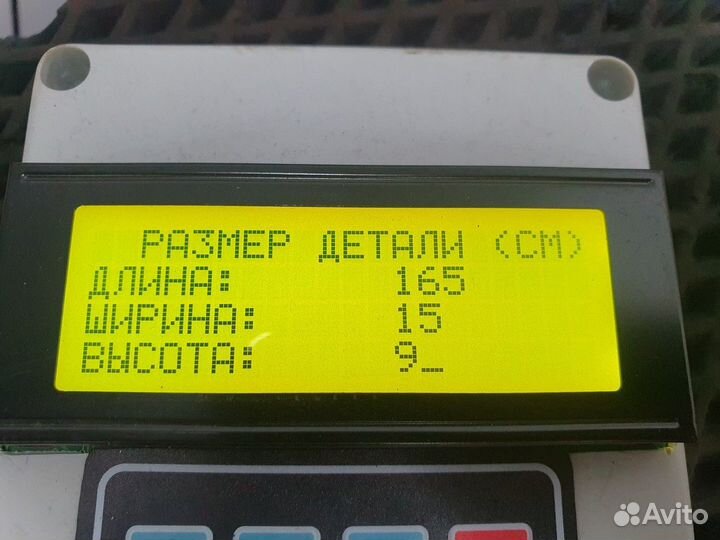 РАЗМЕР ДЕТАЛИ (СМ)
ДЛИНА: 165
ШИРИНА: 15
ВЫСОТА: 9_
Avito